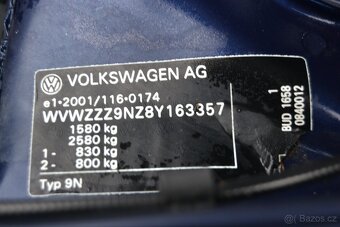 VOLKSWAGEN AG
e1*2001/116*0174
WVWZZZ9NZ8Y163357
1580 kg
2580 kg
1 - 830 kg
2 - 800 kg
Typ 9N
1
BUD 1658
0840012
Bazoš.cz